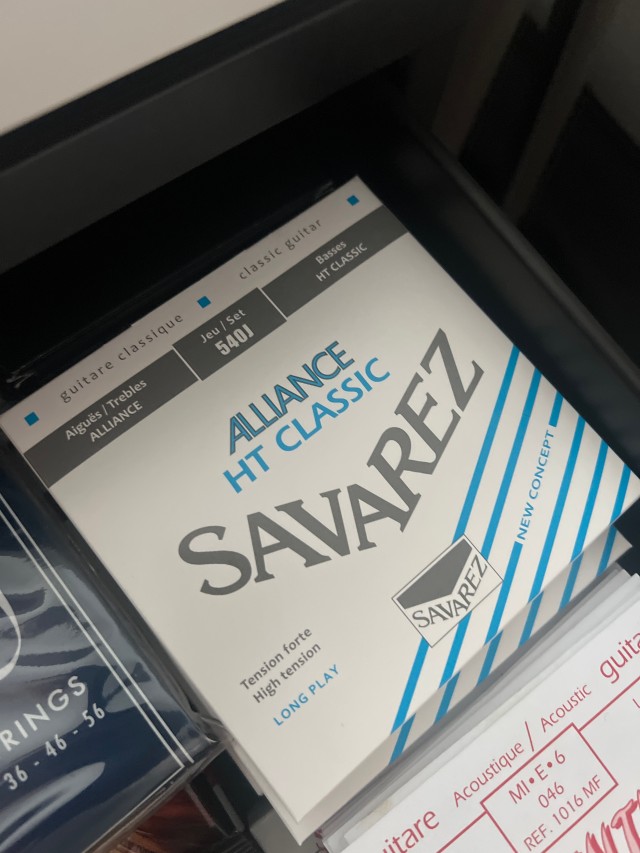 guitare classique
classic guitar
Aiguës / Trebles
ALLIANCE
Jeu / Set
540J
Basses
HT CLASSIC
ALLIANCE
HT CLASSIC
SAVAREZ
NEW CONCEPT
SAVAREZ
Tension forte
High tension
LONG PLAY
RINGS
36 - 46 - 56
guitare
Acoustique / Acoustic
MI • E • 6
046
REF. 1016 MF